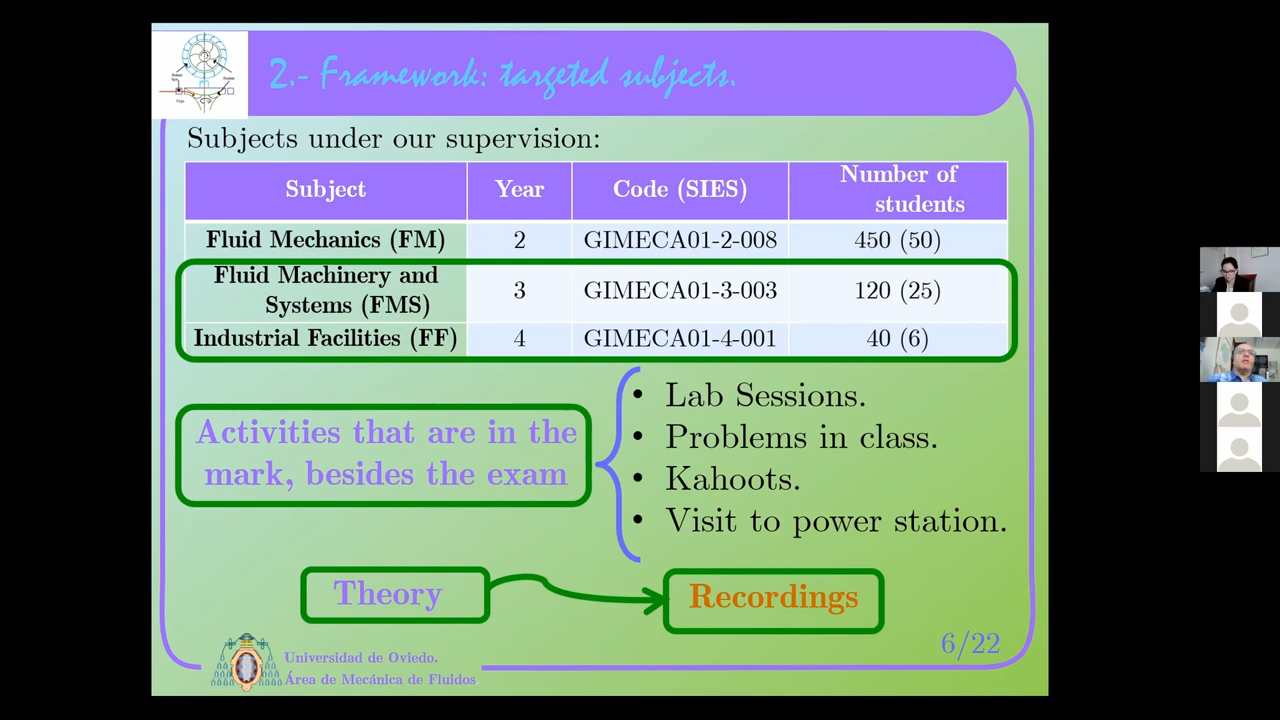 2.- Framework: targeted subjects.
Subjects under our supervision:
Subject Year Code (SIES) Number of students
Fluid Mechanics (FM) 2 GIMECA01-2-008 450 (50)
Fluid Machinery and Systems (FMS) 3 GIMECA01-3-003 120 (25)
Industrial Facilities (FF) 4 GIMECA01-4-001 40 (6)
Activities that are in the
mark, besides the exam
• Lab Sessions.
• Problems in class.
• Kahoots.
• Visit to power station.
Theory
Recordings
6/22
Universidad de Oviedo.
Área de Mecánica de Fluidos